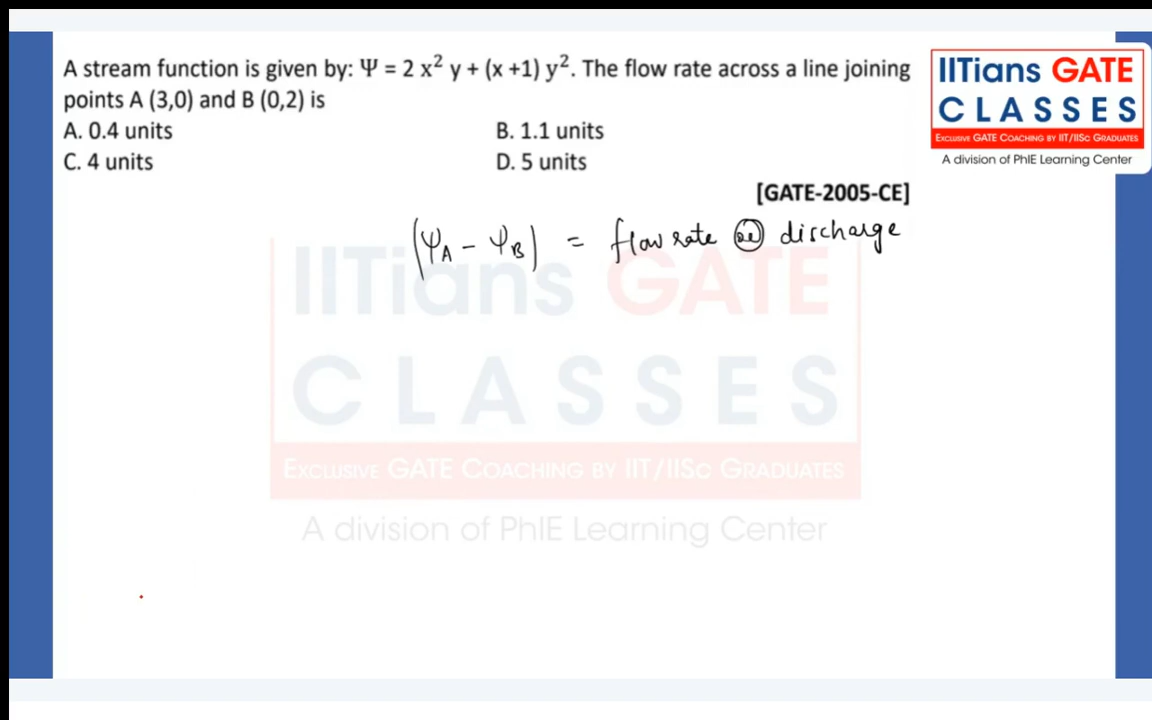 A stream function is given by: Ψ = 2 x² y + (x +1) y². The flow rate across a line joining
points A (3,0) and B (0,2) is
A. 0.4 units
B. 1.1 units
C. 4 units
D. 5 units
[GATE-2005-CE]
(ψA - ψB) = flow rate or discharge
IITians GATE
CLASSES
EXCLUSIVE GATE COACHING BY IIT/IISc GRADUATES
A division of PhIE Learning Center
IITians GATE
CLASSES
EXCLUSIVE GATE COACHING BY IIT/IISc GRADUATES
A division of PhIE Learning Center